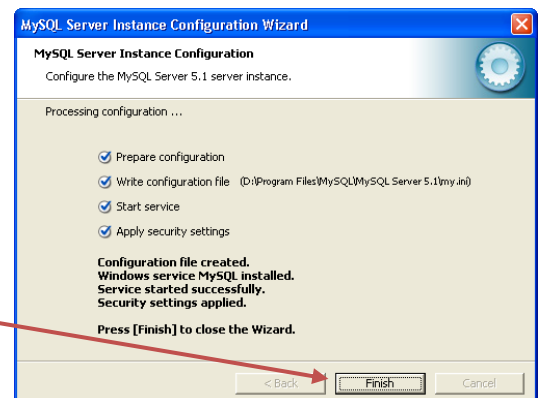 MySQL Server Instance Configuration Wizard
MySQL Server Instance Configuration
Configure the MySQL Server 5.1 server instance.
Processing configuration ...
Prepare configuration
Write configuration file (D:\Program Files\MySQL\MySQL Server 5.1\my.ini)
Start service
Apply security settings
Configuration file created.
Windows service MySQL installed.
Service started successfully.
Security settings applied.
Press [Finish] to close the Wizard.
< Back
Finish
Cancel